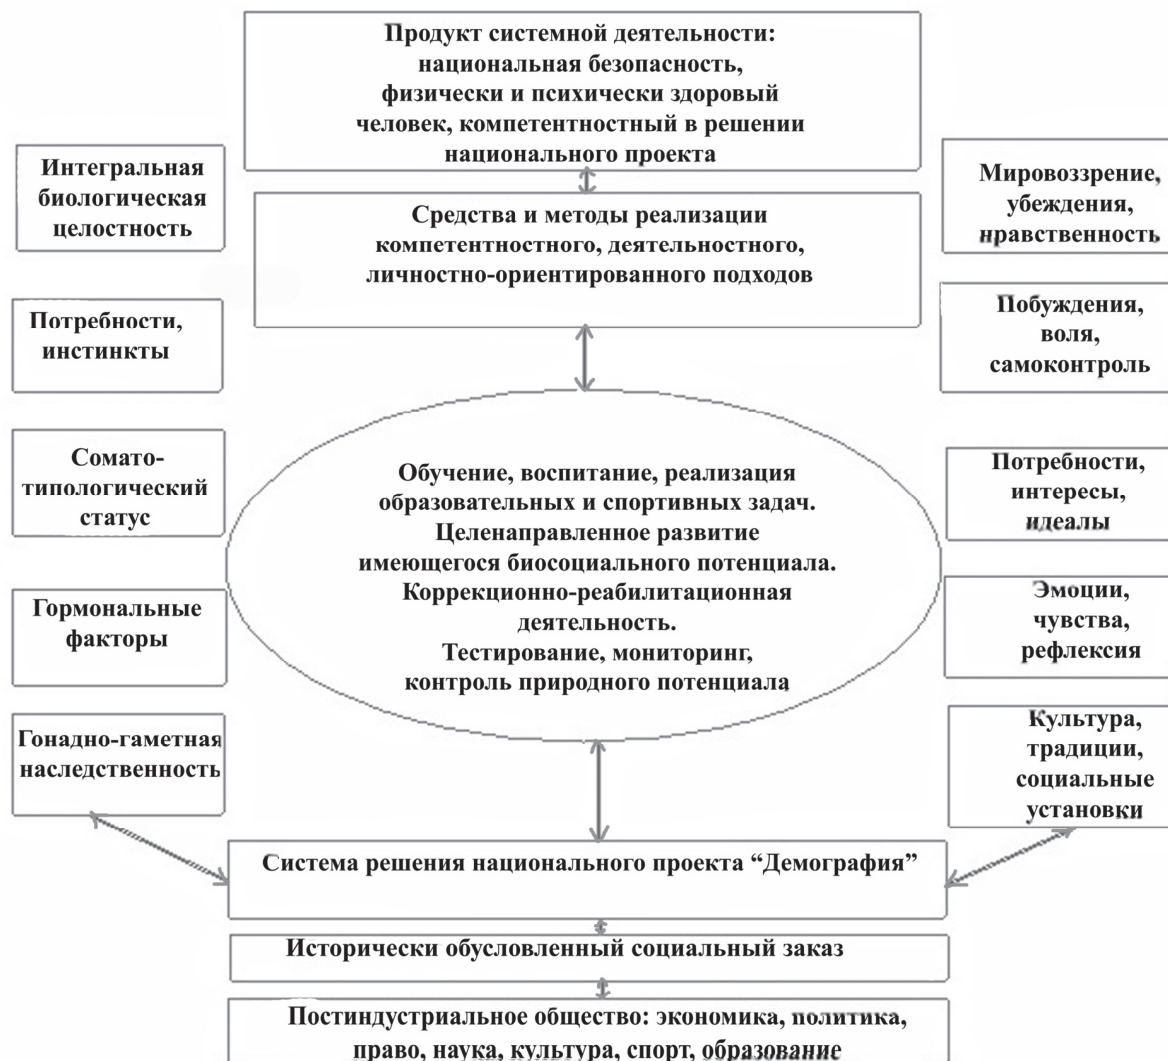 Продукт системной деятельности:
национальная безопасность,
физически и психически здоровый
человек, компетентностный в решении
национального проекта
Средства и методы реализации
компетентностного, деятельностного,
личностно-ориентированного подходов
Интегральная
биологическая
целостность
Потребности,
инстинкты
Сомато-
типологический
статус
Гормональные
факторы
Гонадно-гаметная
наследственность
Обучение, воспитание, реализация
образовательных и спортивных задач.
Целенаправленное развитие
имеющегося биосоциального потенциала.
Коррекционно-реабилитационная
деятельность.
Тестирование, мониторинг,
контроль природного потенциала
Мировоззрение,
убеждения,
нравственность
Побуждения,
воля,
самоконтроль
Потребности,
интересы,
идеалы
Эмоции,
чувства,
рефлексия
Культура,
традиции,
социальные
установки
Система решения национального проекта “Демография”
Исторически обусловленный социальный заказ
Постиндустриальное общество: экономика, политика,
право, наука, культура, спорт, образование